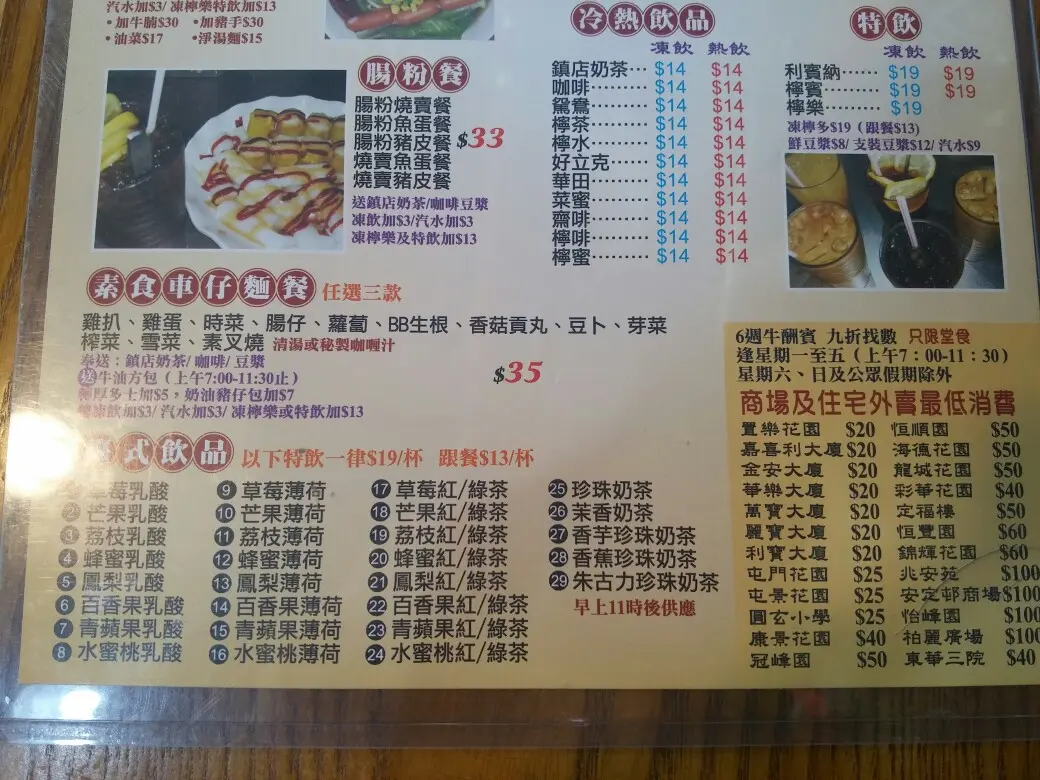 汽水加$3/ 凍檸樂特飲加$13
•加牛腩$30 •加豬手$30
•油菜$17 •淨湯麵$15
腸粉餐
腸粉燒賣餐
腸粉魚蛋餐
腸粉豬皮餐 $33
燒賣魚蛋餐
燒賣豬皮餐
送鎮店奶茶/咖啡豆漿
凍飲加$3/汽水加$3
凍檸樂及特飲加$13
冷熱飲品
凍飲 熱飲
鎮店奶茶… $14 $14
咖啡……… $14 $14
鴛鴦……… $14 $14
檸茶……… $14 $14
檸水……… $14 $14
好立克…… $14 $14
華田……… $14 $14
菜蜜……… $14 $14
齋啡……… $14 $14
檸啡……… $14 $14
檸蜜……… $14 $14
特飲
凍飲 熱飲
利賓納…… $19 $19
檸賓……… $19 $19
檸樂……… $19
凍檸多$19（跟餐$13）
鮮豆漿$8/ 支裝豆漿$12/ 汽水$9
素食車仔麵餐 任選三款
雞扒、雞蛋、時菜、腸仔、蘿蔔、BB生根、香菇貢丸、豆卜、芽菜
榨菜、雪菜、素叉燒 清湯或秘製咖喱汁
奉送：鎮店奶茶/ 咖啡/ 豆漿
送牛油方包（上午7:00-11:30止）
厚多士加$5，奶油豬仔包加$7
凍飲加$3/ 汽水加$3/ 凍檸樂或特飲加$13
$35
式飲品 以下特飲一律$19/杯 跟餐$13/杯
草莓乳酸
2 芒果乳酸
3 荔枝乳酸
4 蜂蜜乳酸
5 鳳梨乳酸
6 百香果乳酸
7 青蘋果乳酸
8 水蜜桃乳酸
9 草莓薄荷
10 芒果薄荷
11 荔枝薄荷
12 蜂蜜薄荷
13 鳳梨薄荷
14 百香果薄荷
15 青蘋果薄荷
16 水蜜桃薄荷
17 草莓紅/綠茶
18 芒果紅/綠茶
19 荔枝紅/綠茶
20 蜂蜜紅/綠茶
21 鳳梨紅/綠茶
22 百香果紅/綠茶
23 青蘋果紅/綠茶
24 水蜜桃紅/綠茶
25 珍珠奶茶
26 茉香奶茶
27 香芋珍珠奶茶
28 香蕉珍珠奶茶
29 朱古力珍珠奶茶
早上11時後供應
6週牛酬賓 九折找數 只限堂食
逢星期一至五（上午7：00-11：30）
星期六、日及公眾假期除外
商場及住宅外賣最低消費
置樂花園 $20 恒順園 $50
嘉喜利大廈 $20 海德花園 $50
金安大廈 $20 龍城花園 $50
華樂大廈 $20 彩華花園 $40
萬寶大廈 $20 定福樓 $50
麗寶大廈 $20 恒豐園 $60
利寶大廈 $20 錦輝花園 $60
屯門花園 $25 兆安苑 $100
屯景花園 $25 安定邨商場$100
圓玄小學 $25 怡峰園 $100
康景花園 $40 柏麗廣場 $100
冠峰園 $50 東華三院 $40